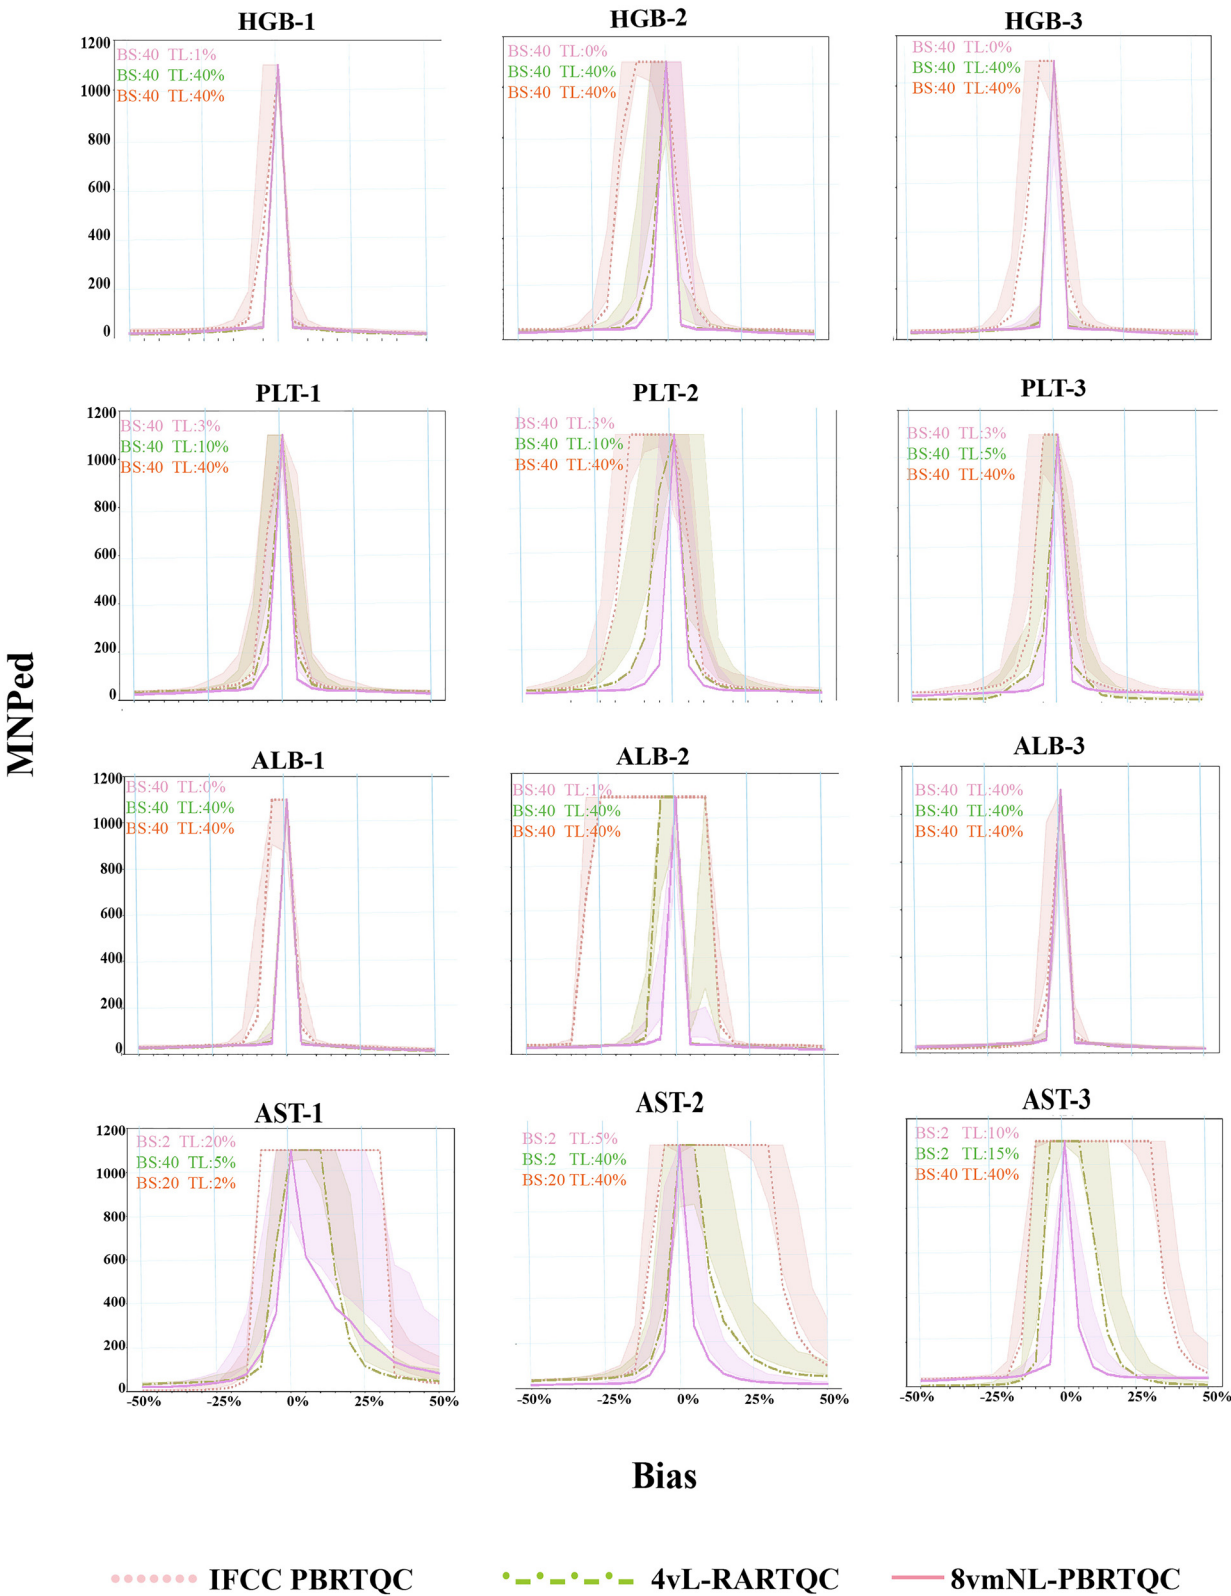 HGB-1 HGB-2 HGB-3
1200
1000
800
600
400
200
0
BS:40 TL:1%
BS:40 TL:40%
BS:40 TL:40%
BS:40 TL:0%
BS:40 TL:40%
BS:40 TL:40%
BS:40 TL:0%
BS:40 TL:40%
BS:40 TL:40%
PLT-1 PLT-2 PLT-3
1200
1000
800
600
400
200
0
BS:40 TL:3%
BS:40 TL:10%
BS:40 TL:40%
BS:40 TL:3%
BS:40 TL:10%
BS:40 TL:40%
BS:40 TL:3%
BS:40 TL:5%
BS:40 TL:40%
MNPed
ALB-1 ALB-2 ALB-3
1200
1000
800
600
400
200
0
BS:40 TL:0%
BS:40 TL:40%
BS:40 TL:40%
BS:40 TL:1%
BS:40 TL:40%
BS:40 TL:40%
BS:40 TL:40%
BS:40 TL:40%
BS:40 TL:40%
AST-1 AST-2 AST-3
1200
1000
800
600
400
200
0
BS:2 TL:20%
BS:40 TL:5%
BS:20 TL:2%
BS:2 TL:5%
BS:2 TL:40%
BS:20 TL:40%
BS:2 TL:10%
BS:2 TL:15%
BS:40 TL:40%
-50% -25% 0% 25% 50%
-50% -25% 0% 25% 50%
-50% -25% 0% 25% 50%
Bias
IFCC PBRTQC 4vL-RARTQC 8vmNL-PBRTQC